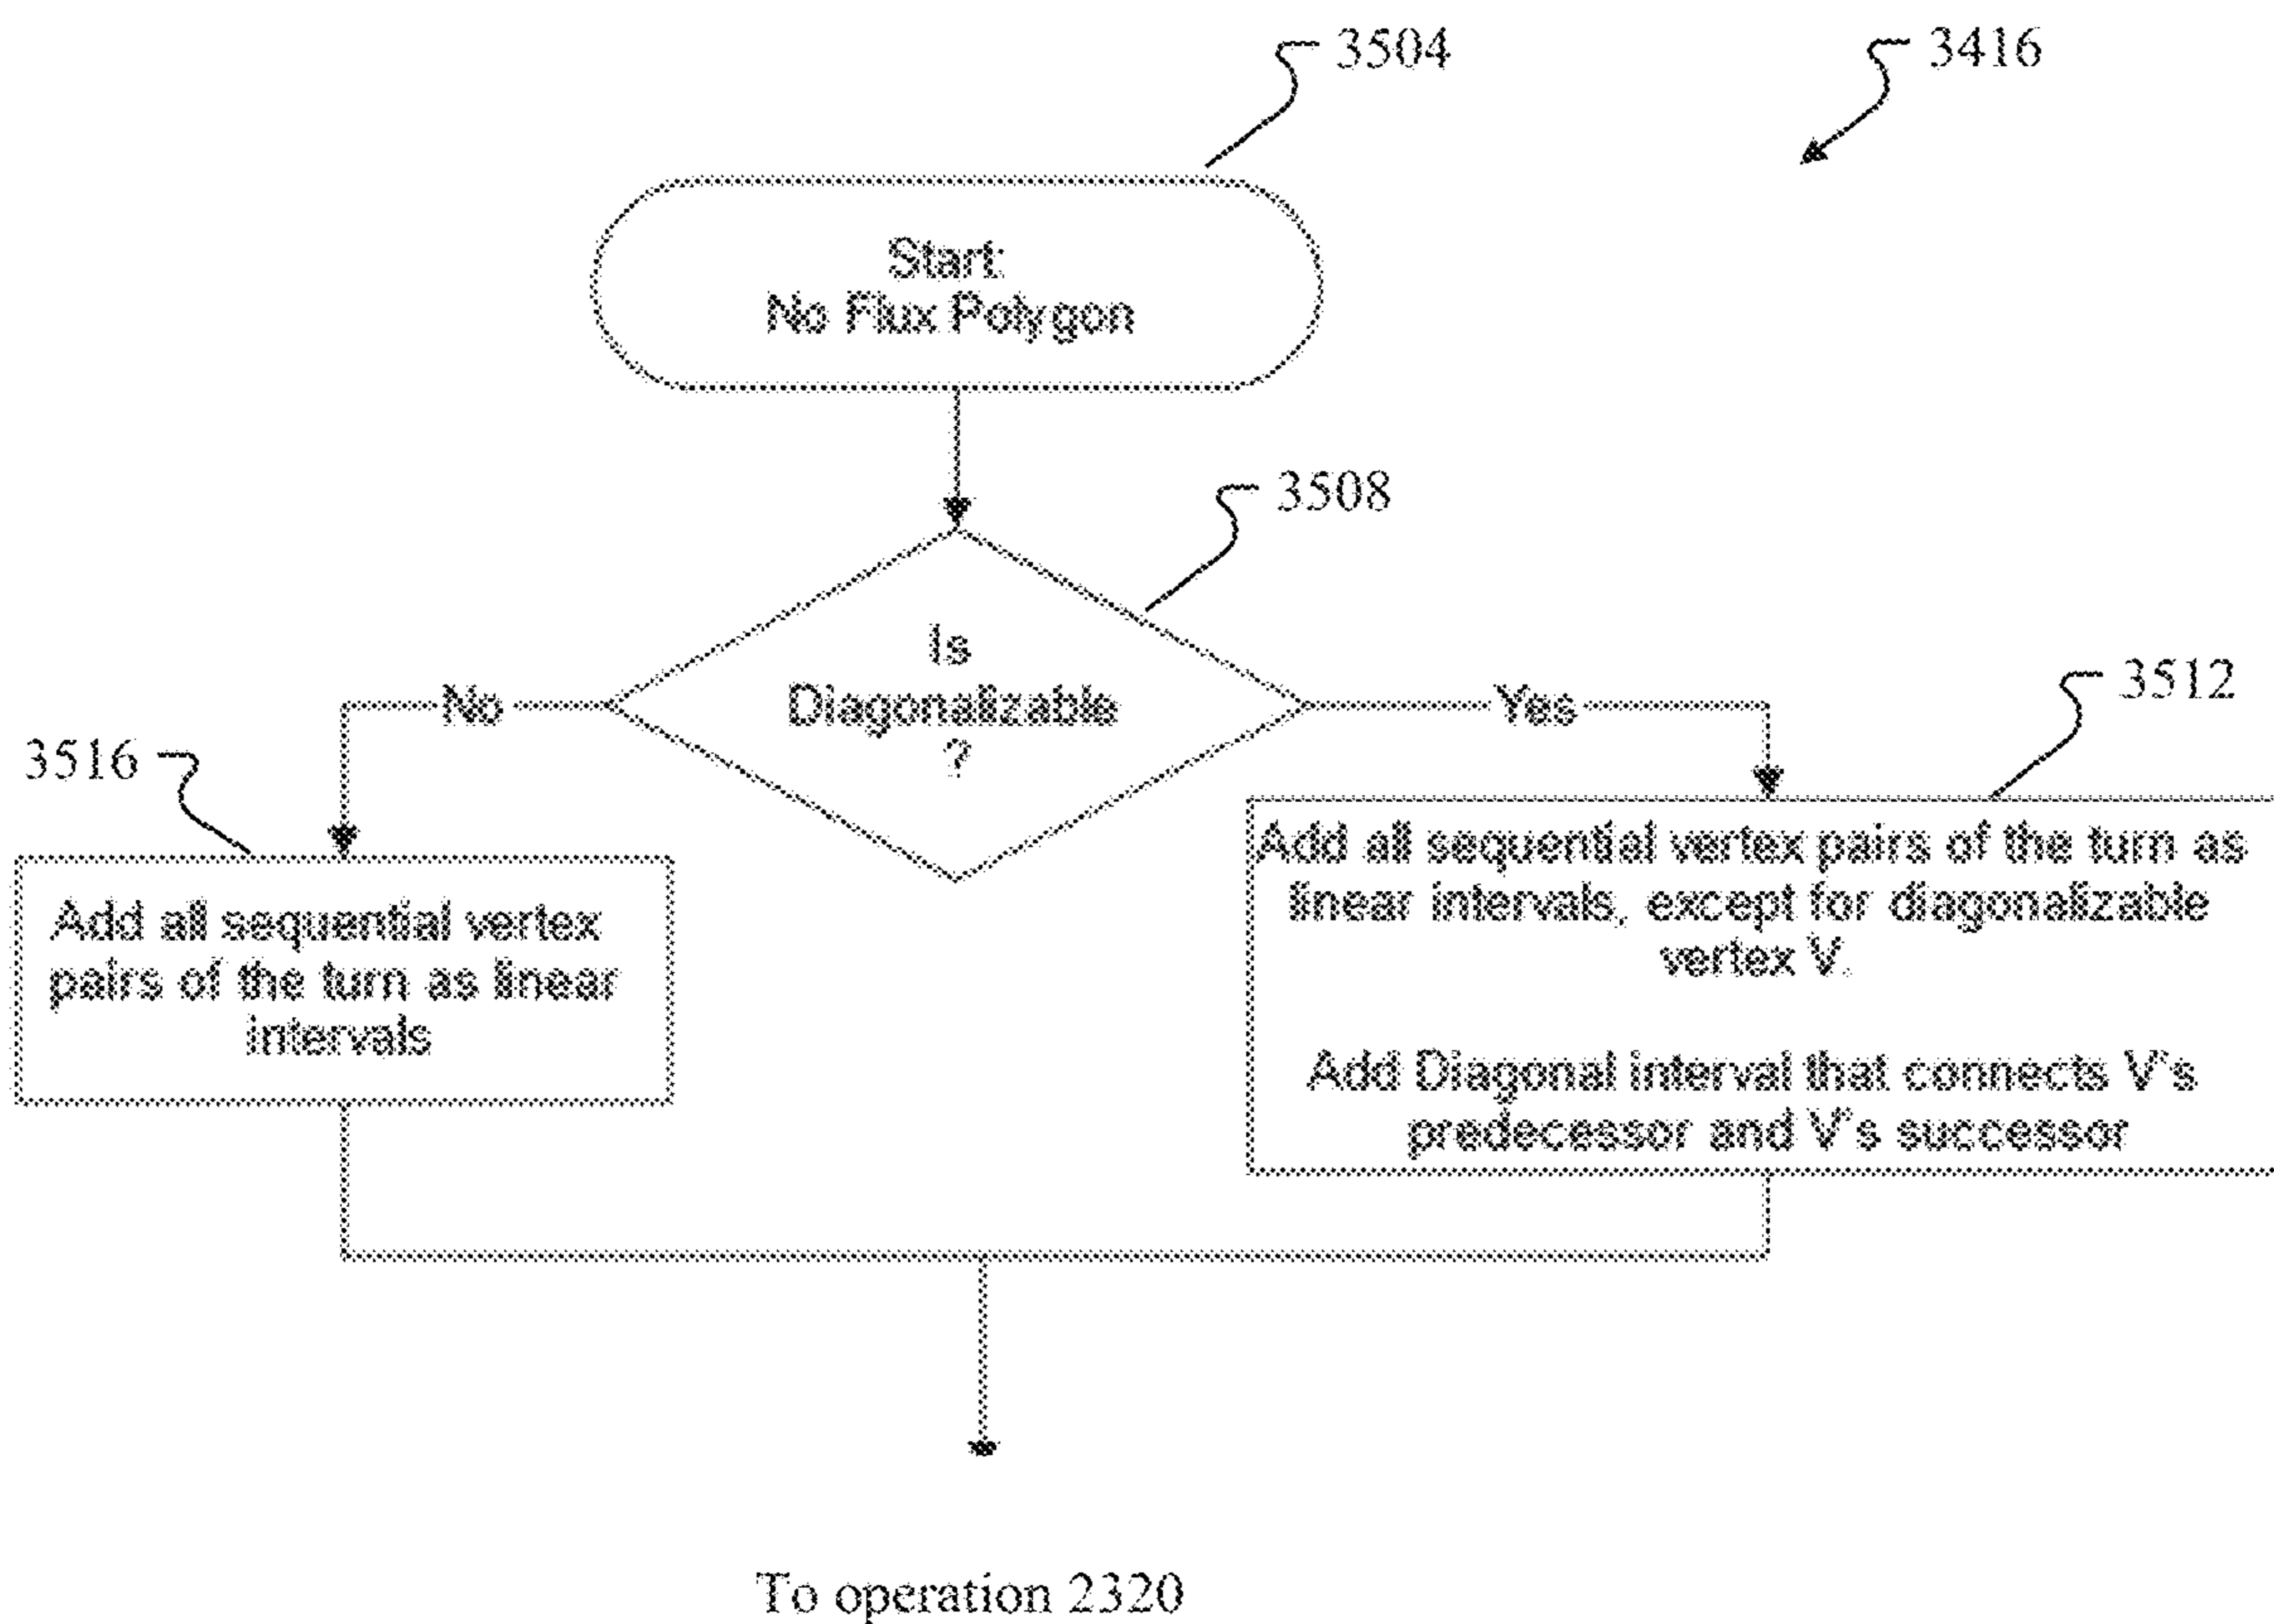 3504
3416
Start:
No Flux Polygon
3508
Is
Diagonalizable
?
No
Yes
3512
3516
Add all sequential vertex
pairs of the turn as linear
intervals
Add all sequential vertex pairs of the turn as
linear intervals, except for diagonalizable
vertex V.
Add Diagonal interval that connects V's
predecessor and V's successor
To operation 2320